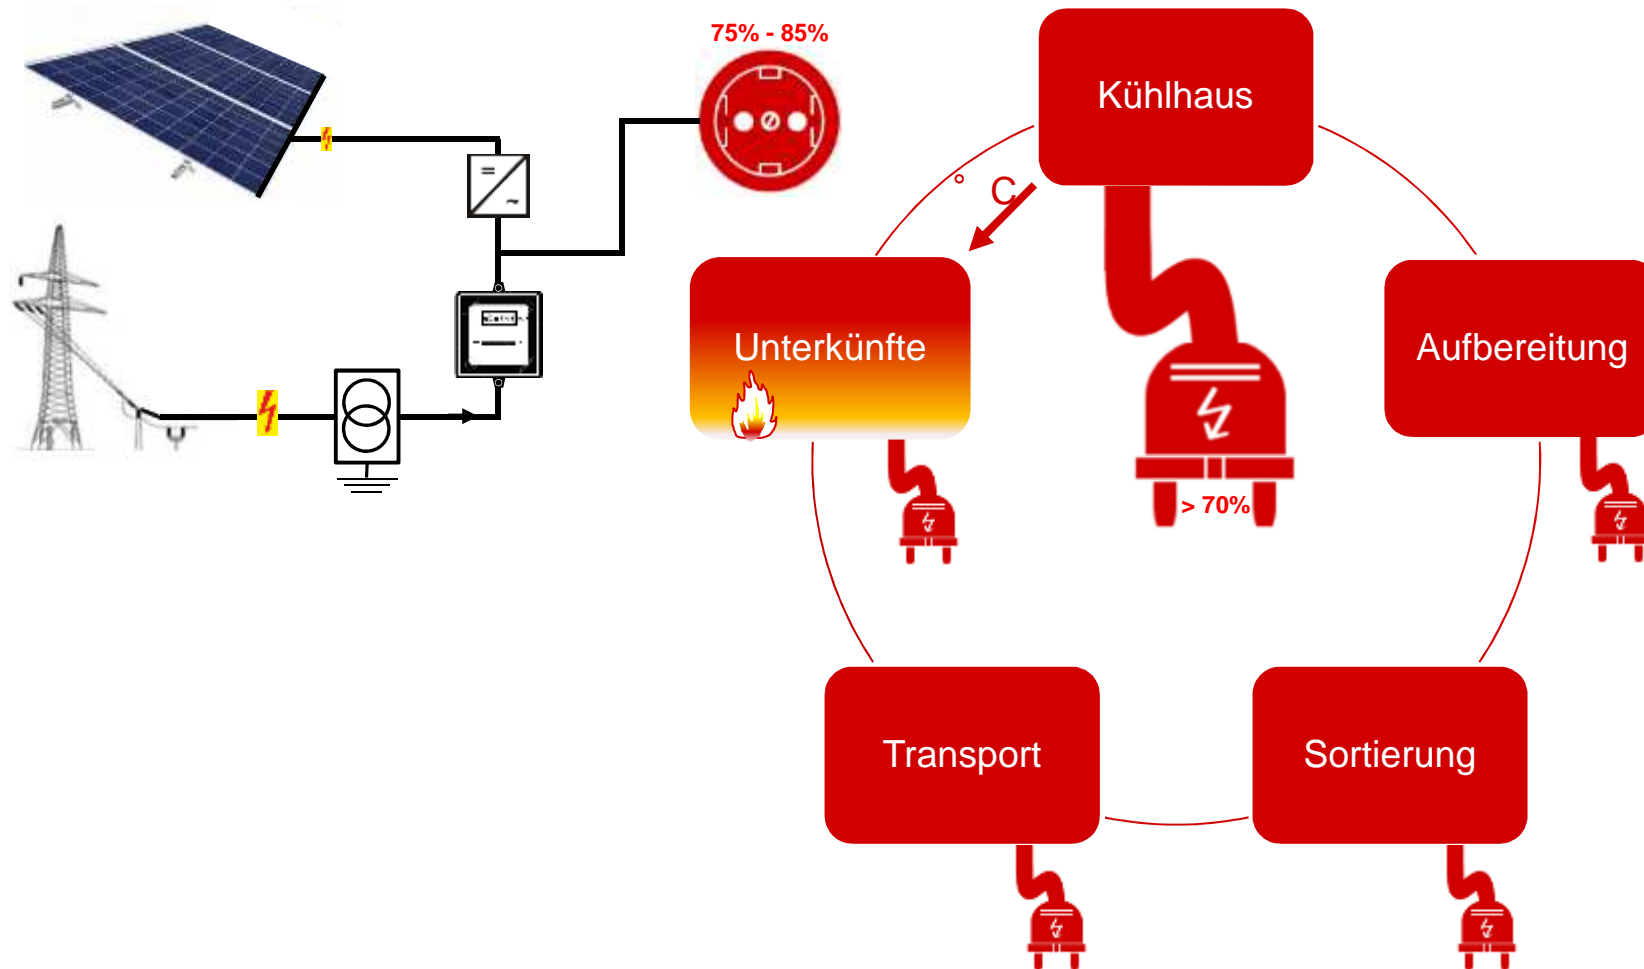 75% - 85%
Kühlhaus
° C
Unterkünfte
Aufbereitung
> 70%
Transport
Sortierung